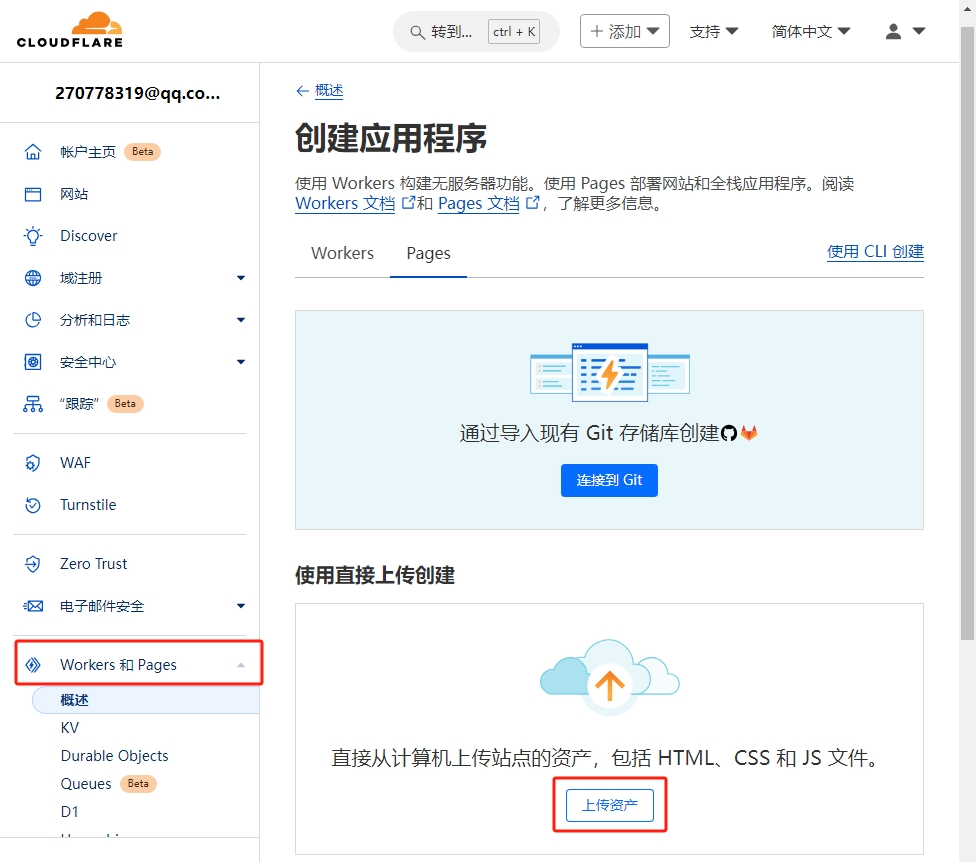 CLOUDFLARE
转到... ctrl + K
添加
支持
简体中文
270778319@qq.co...
帐户主页 Beta
网站
Discover
域注册
分析和日志
安全中心
“跟踪” Beta
WAF
Turnstile
Zero Trust
电子邮件安全
Workers 和 Pages
概述
KV
Durable Objects
Queues Beta
D1
← 概述
创建应用程序
使用 Workers 构建无服务器功能。使用 Pages 部署网站和全栈应用程序。阅读
Workers 文档 和 Pages 文档 ，了解更多信息。
Workers Pages 使用 CLI 创建
通过导入现有 Git 存储库创建
连接到 Git
使用直接上传创建
直接从计算机上传站点的资产，包括 HTML、CSS 和 JS 文件。
上传资产